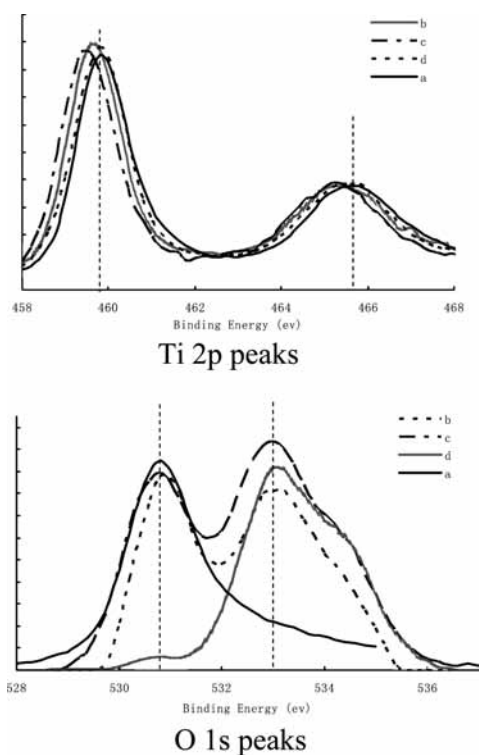 b
c
d
a
458 460 462 464 466 468
Binding Energy (ev)
Ti 2p peaks
b
c
d
a
528 530 532 534 536
Binding Energy (ev)
O 1s peaks